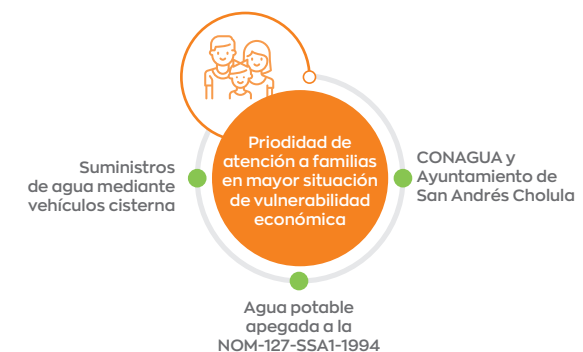 Priodidad de
atención a familias
en mayor situación
de vulnerabilidad
económica
Suministros
de agua mediante
vehículos cisterna
CONAGUA y
Ayuntamiento de
San Andrés Cholula
Agua potable
apegada a la
NOM-127-SSA1-1994